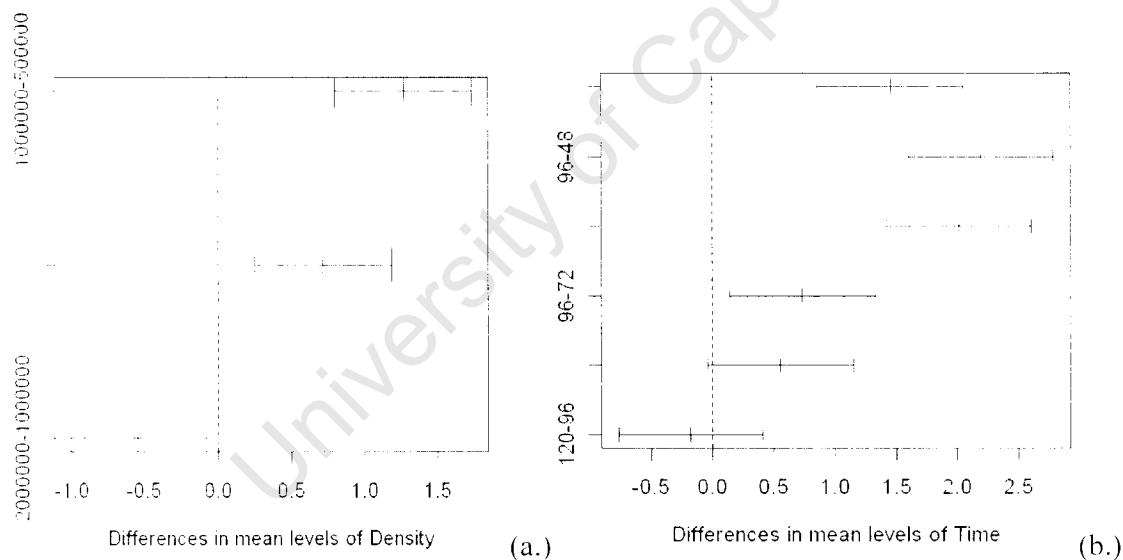 University of Cap
1000000-500000
2000000-1000000
-1.0 -0.5 0.0 0.5 1.0 1.5
Differences in mean levels of Density
(a.)
96-48
96-72
120-96
-0.5 0.0 0.5 1.0 1.5 2.0 2.5
Differences in mean levels of Time
(b.)